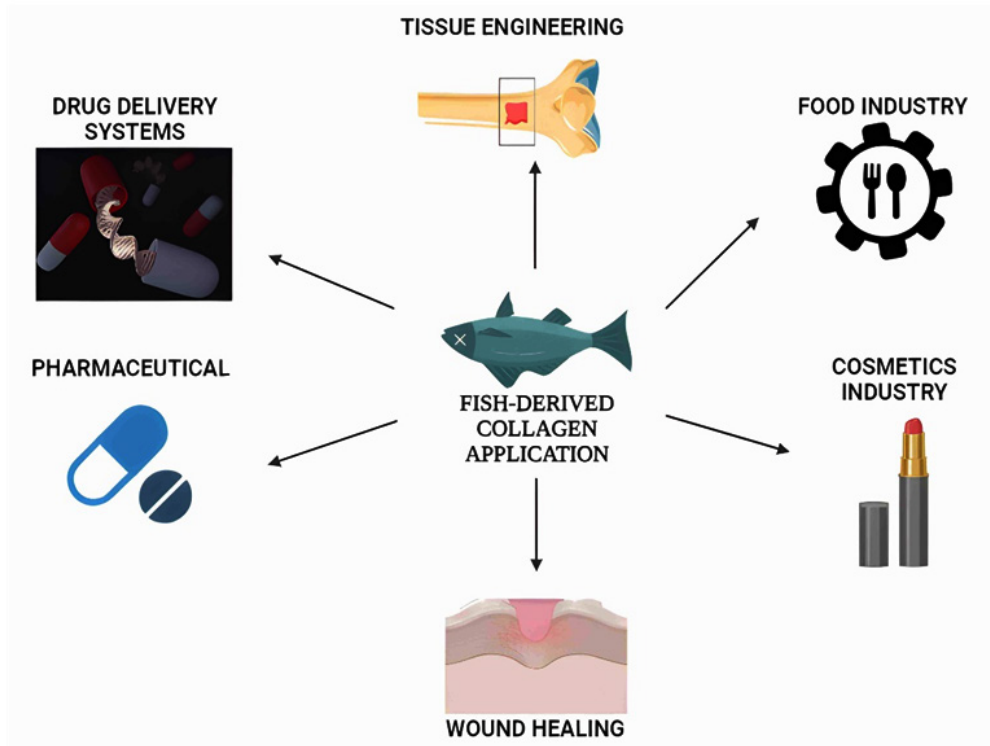 TISSUE ENGINEERING
DRUG DELIVERY
SYSTEMS
FOOD INDUSTRY
PHARMACEUTICAL
COSMETICS
INDUSTRY
FISH-DERIVED
COLLAGEN
APPLICATION
WOUND HEALING